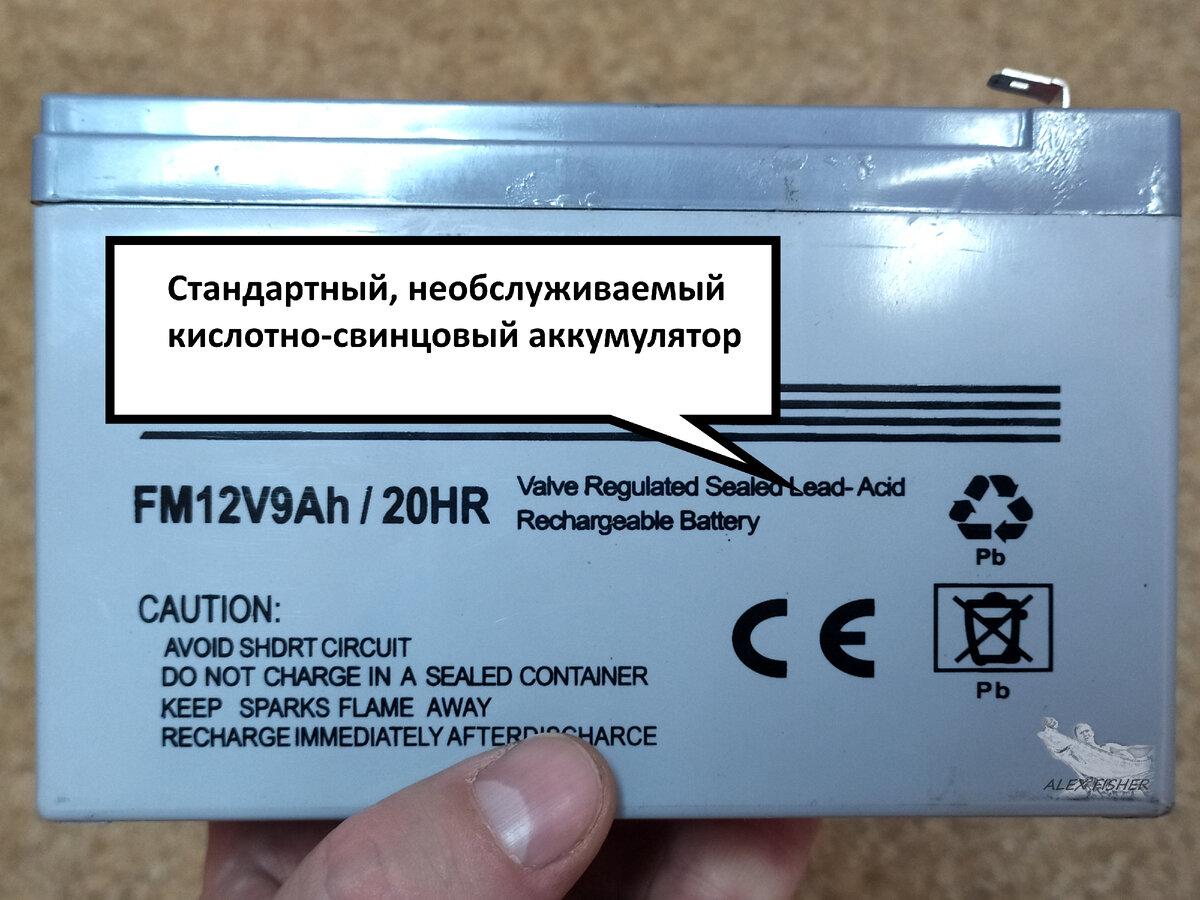 Стандартный, необслуживаемый
кислотно-свинцовый аккумулятор
FM12V9Ah / 20HR
Valve Regulated Sealed Lead-Acid
Rechargeable Battery
Pb
CAUTION:
AVOID SHDRT CIRCUIT
DO NOT CHARGE IN A SEALED CONTAINER
KEEP SPARKS FLAME AWAY
RECHARGE IMMEDIATELY AFTERDISCHARCE
CE
Pb
ALEX FISHER